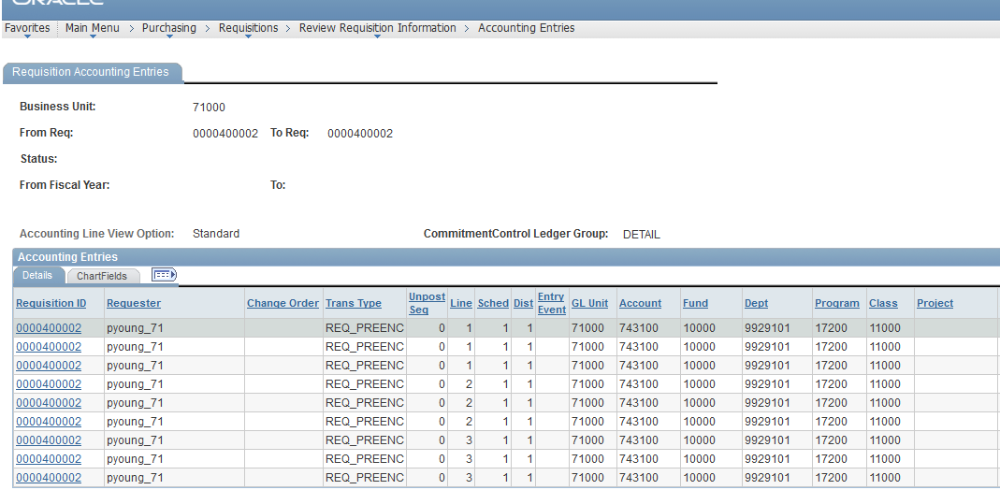 ORACLE
Favorites Main Menu > Purchasing > Requisitions > Review Requisition Information > Accounting Entries
Requisition Accounting Entries
Business Unit: 71000
From Req: 0000400002 To Req: 0000400002
Status:
From Fiscal Year: To:
Accounting Line View Option: Standard CommitmentControl Ledger Group: DETAIL
Accounting Entries
Details ChartFields
Requisition ID Requester Change Order Trans Type Unpost Seq Line Sched Dist Entry Event GL Unit Account Fund Dept Program Class Project
0000400002 pyoung_71 REQ_PREENC 0 1 1 1 71000 743100 10000 9929101 17200 11000
0000400002 pyoung_71 REQ_PREENC 0 1 1 1 71000 743100 10000 9929101 17200 11000
0000400002 pyoung_71 REQ_PREENC 0 1 1 1 71000 743100 10000 9929101 17200 11000
0000400002 pyoung_71 REQ_PREENC 0 2 1 1 71000 743100 10000 9929101 17200 11000
0000400002 pyoung_71 REQ_PREENC 0 2 1 1 71000 743100 10000 9929101 17200 11000
0000400002 pyoung_71 REQ_PREENC 0 2 1 1 71000 743100 10000 9929101 17200 11000
0000400002 pyoung_71 REQ_PREENC 0 3 1 1 71000 743100 10000 9929101 17200 11000
0000400002 pyoung_71 REQ_PREENC 0 3 1 1 71000 743100 10000 9929101 17200 11000
0000400002 pyoung_71 REQ_PREENC 0 3 1 1 71000 743100 10000 9929101 17200 11000